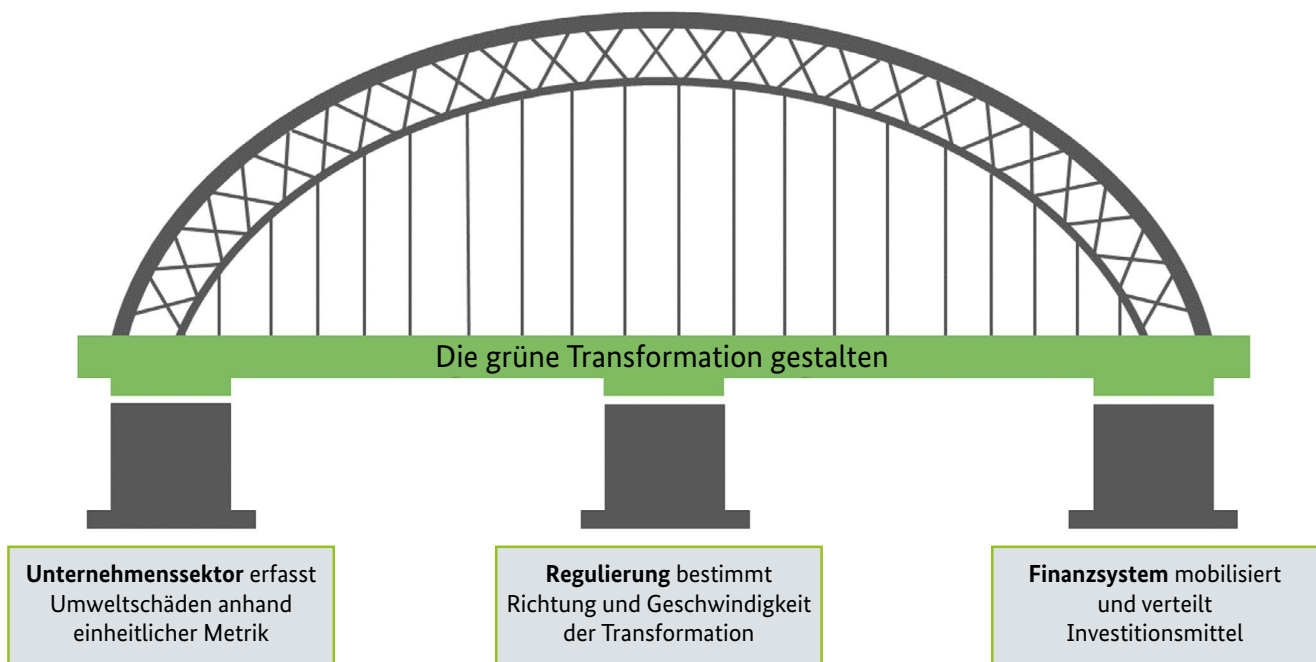 Die grüne Transformation gestalten
Unternehmenssektor erfasst
Umweltschäden anhand
einheitlicher Metrik
Regulierung bestimmt
Richtung und Geschwindigkeit
der Transformation
Finanzsystem mobilisiert
und verteilt
Investitionsmittel